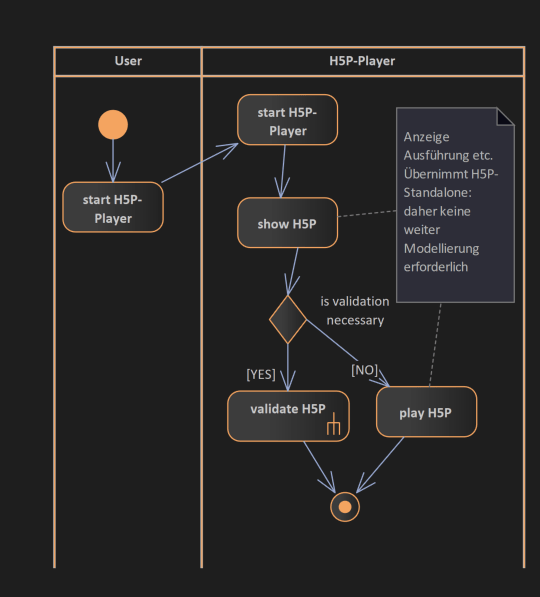 User
H5P-Player
start H5P-
Player
start H5P-
Player
show H5P
Anzeige
Ausführung etc.
Übernimmt H5P-
Standalone:
daher keine
weiter
Modellierung
erforderlich
is validation
necessary
[YES]
[NO]
validate H5P
play H5P